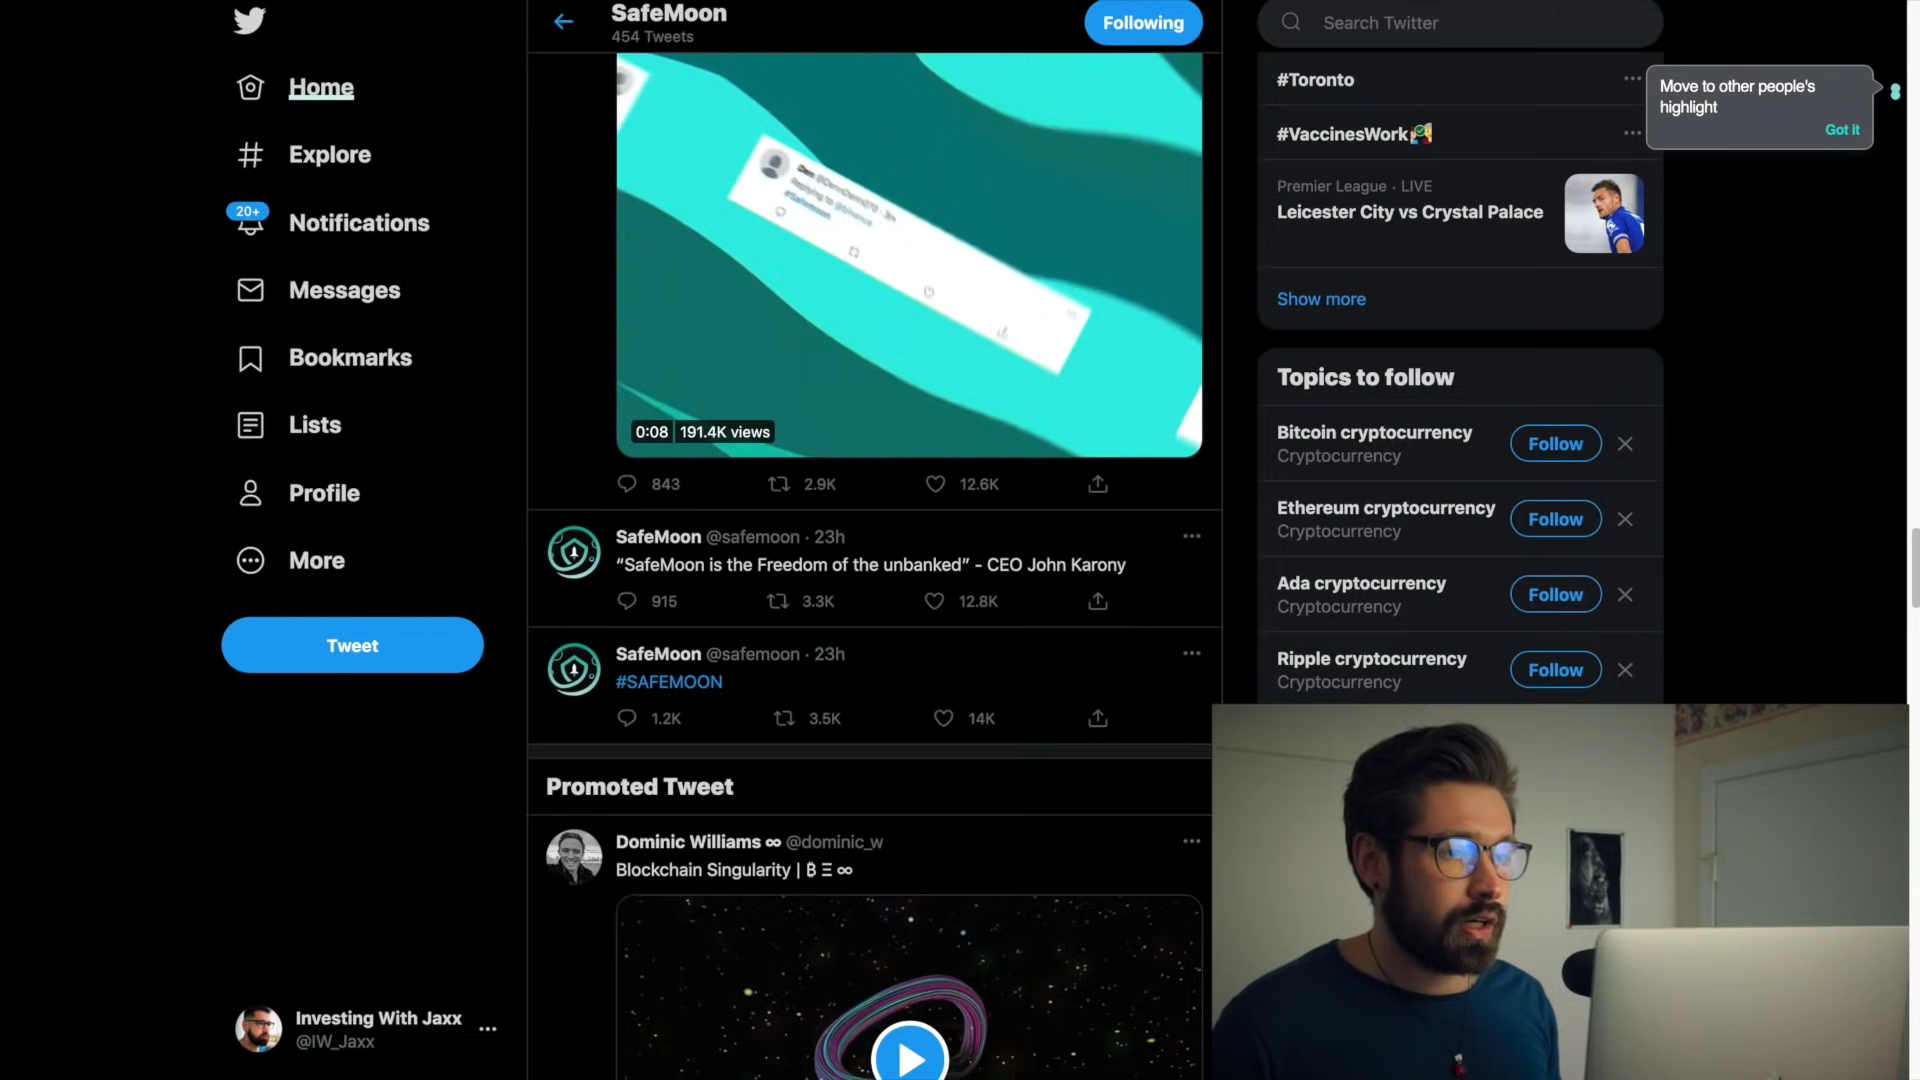 SafeMoon
454 Tweets
Following
Search Twitter
Home
Explore
20+
Notifications
Messages
Bookmarks
Lists
Profile
More
Tweet
Investing With Jaxx
@IW_Jaxx
0:08
191.4K views
843
2.9K
12.6K
SafeMoon @safemoon · 23h
“SafeMoon is the Freedom of the unbanked” - CEO John Karony
915
3.3K
12.8K
SafeMoon @safemoon · 23h
#SAFEMOON
1.2K
3.5K
14K
Promoted Tweet
Dominic Williams ∞ @dominic_w
Blockchain Singularity | ₿ Ξ ∞
#Toronto
#VaccinesWork
Premier League · LIVE
Leicester City vs Crystal Palace
Show more
Move to other people's
highlight
Got it
Topics to follow
Bitcoin cryptocurrency
Cryptocurrency
Follow
Ethereum cryptocurrency
Cryptocurrency
Follow
Ada cryptocurrency
Cryptocurrency
Follow
Ripple cryptocurrency
Cryptocurrency
Follow